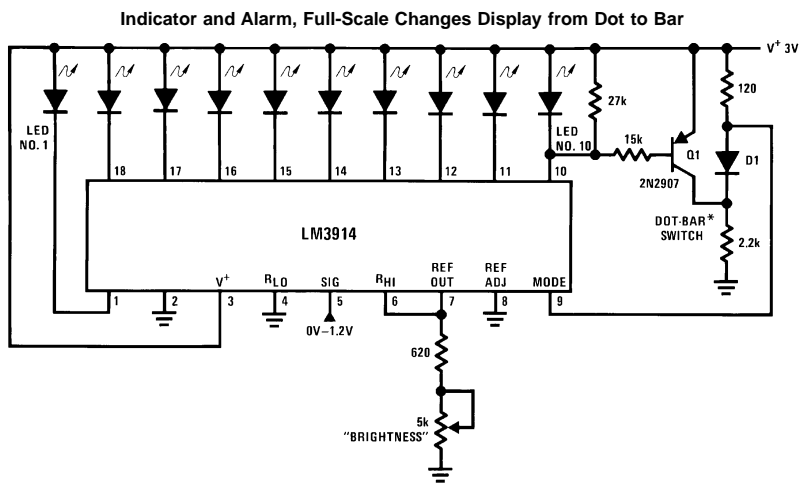 Indicator and Alarm, Full-Scale Changes Display from Dot to Bar
V+ 3V
LED
NO. 1
LED
NO. 10
27k
15k
Q1
2N2907
120
D1
DOT-BAR*
SWITCH
2.2k
18
17
16
15
14
13
12
11
10
LM3914
V+
RLO
SIG
RHI
REF
OUT
REF
ADJ
MODE
1
2
3
4
5
6
7
8
9
0V–1.2V
620
5k
"BRIGHTNESS"